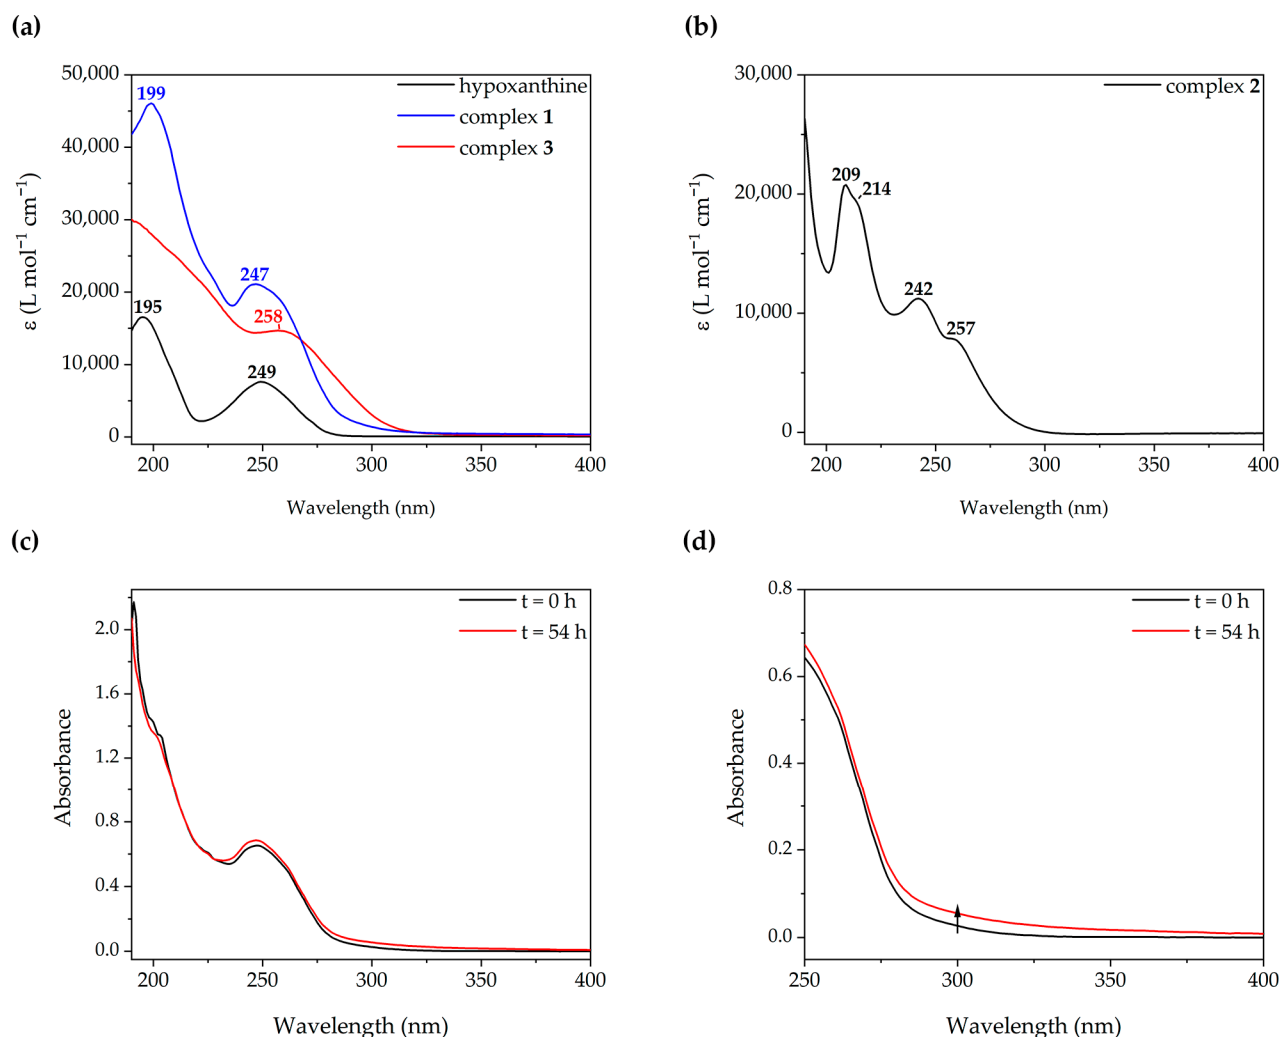 (a)
50,000
40,000
30,000
20,000
10,000
0
ε (L mol⁻¹ cm⁻¹)
hypoxanthine
complex 1
complex 3
199
247
258
195
249
200
250
300
350
400
Wavelength (nm)
(b)
30,000
20,000
10,000
0
ε (L mol⁻¹ cm⁻¹)
complex 2
209
214
242
257
200
250
300
350
400
Wavelength (nm)
(c)
2.0
1.6
1.2
0.8
0.4
0.0
Absorbance
t = 0 h
t = 54 h
200
250
300
350
400
Wavelength (nm)
(d)
0.8
0.6
0.4
0.2
0.0
Absorbance
t = 0 h
t = 54 h
250
300
350
400
Wavelength (nm)